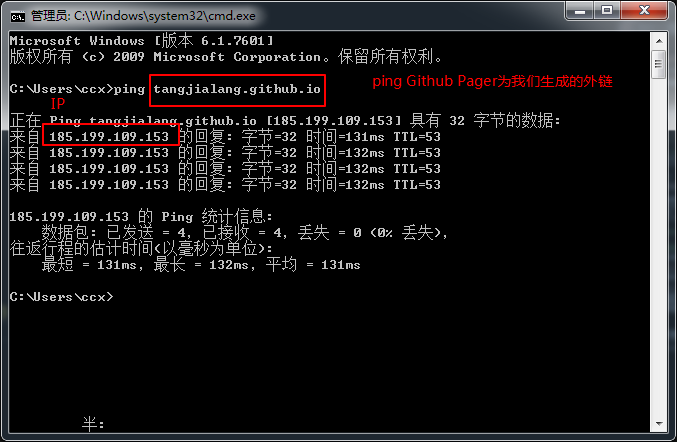 管理员: C:\Windows\system32\cmd.exe
Microsoft Windows [版本 6.1.7601]
版权所有 (c) 2009 Microsoft Corporation。保留所有权利。
C:\Users\ccx>ping tangjialang.github.io
ping Github Pager为我们生成的外链
IP
正在 Ping tangjialang.github.io [185.199.109.153] 具有 32 字节的数据:
来自 185.199.109.153 的回复: 字节=32 时间=131ms TTL=53
来自 185.199.109.153 的回复: 字节=32 时间=132ms TTL=53
来自 185.199.109.153 的回复: 字节=32 时间=132ms TTL=53
来自 185.199.109.153 的回复: 字节=32 时间=132ms TTL=53
185.199.109.153 的 Ping 统计信息:
数据包: 已发送 = 4, 已接收 = 4, 丢失 = 0 (0% 丢失),
往返行程的估计时间(以毫秒为单位):
最短 = 131ms, 最长 = 132ms, 平均 = 131ms
C:\Users\ccx>
半: